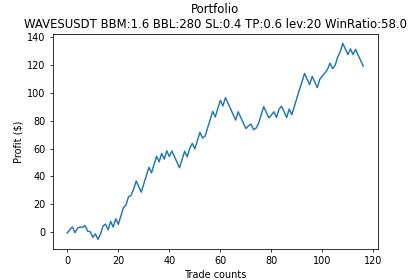 Portfolio
WAVESUSDT BBM:1.6 BBL:280 SL:0.4 TP:0.6 lev:20 WinRatio:58.0
140
120
100
80
60
40
20
0
Profit ($)
0 20 40 60 80 100 120
Trade counts